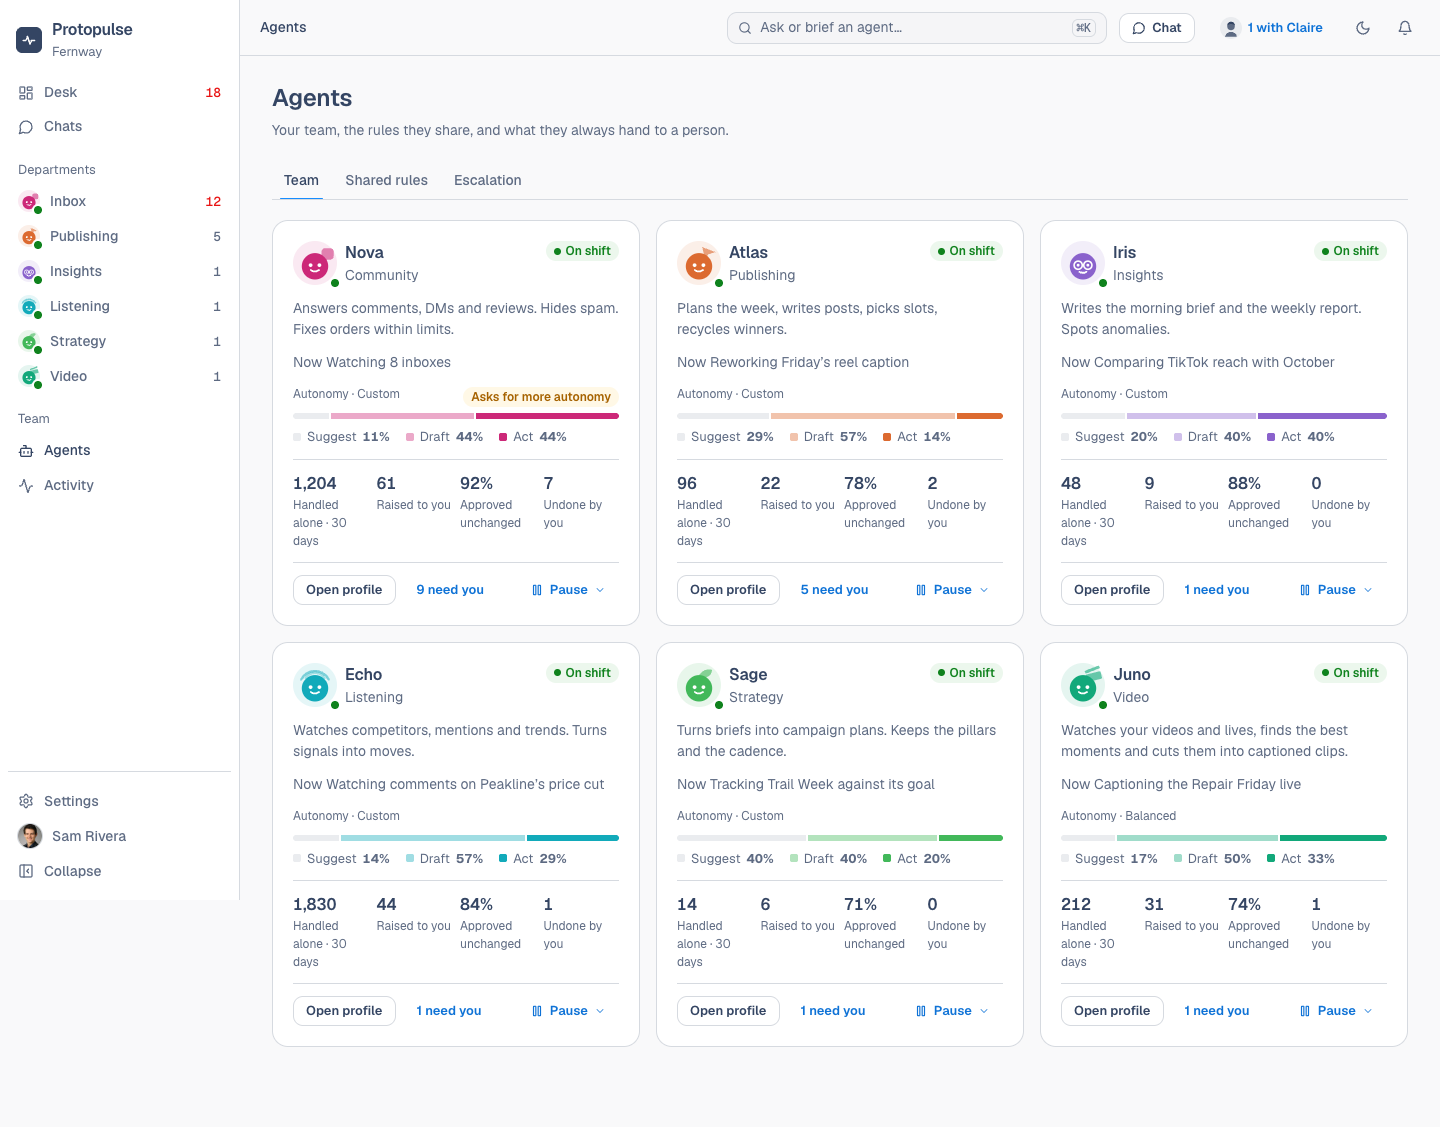 Protopulse
Fernway
Desk 18
Chats
Departments
Inbox 12
Publishing 5
Insights 1
Listening 1
Strategy 1
Video 1
Team
Agents
Activity
Settings
Sam Rivera
Collapse
Agents
Ask or brief an agent... ⌘K
Chat
1 with Claire
Agents
Your team, the rules they share, and what they always hand to a person.
Team Shared rules Escalation
Nova On shift
Community
Answers comments, DMs and reviews. Hides spam.
Fixes orders within limits.
Now Watching 8 inboxes
Autonomy · Custom Asks for more autonomy
Suggest 11% Draft 44% Act 44%
1,204 61 92% 7
Handled Raised to you Approved Undone by
alone · 30 unchanged you
days
Open profile 9 need you Pause
Atlas On shift
Publishing
Plans the week, writes posts, picks slots,
recycles winners.
Now Reworking Friday's reel caption
Autonomy · Custom
Suggest 29% Draft 57% Act 14%
96 22 78% 2
Handled Raised to you Approved Undone by
alone · 30 unchanged you
days
Open profile 5 need you Pause
Iris On shift
Insights
Writes the morning brief and the weekly report.
Spots anomalies.
Now Comparing TikTok reach with October
Autonomy · Custom
Suggest 20% Draft 40% Act 40%
48 9 88% 0
Handled Raised to you Approved Undone by
alone · 30 unchanged you
days
Open profile 1 need you Pause
Echo On shift
Listening
Watches competitors, mentions and trends. Turns
signals into moves.
Now Watching comments on Peakline's price cut
Autonomy · Custom
Suggest 14% Draft 57% Act 29%
1,830 44 84% 1
Handled Raised to you Approved Undone by
alone · 30 unchanged you
days
Open profile 1 need you Pause
Sage On shift
Strategy
Turns briefs into campaign plans. Keeps the pillars
and the cadence.
Now Tracking Trail Week against its goal
Autonomy · Custom
Suggest 40% Draft 40% Act 20%
14 6 71% 0
Handled Raised to you Approved Undone by
alone · 30 unchanged you
days
Open profile 1 need you Pause
Juno On shift
Video
Watches your videos and lives, finds the best
moments and cuts them into captioned clips.
Now Captioning the Repair Friday live
Autonomy · Balanced
Suggest 17% Draft 50% Act 33%
212 31 74% 1
Handled Raised to you Approved Undone by
alone · 30 unchanged you
days
Open profile 1 need you Pause